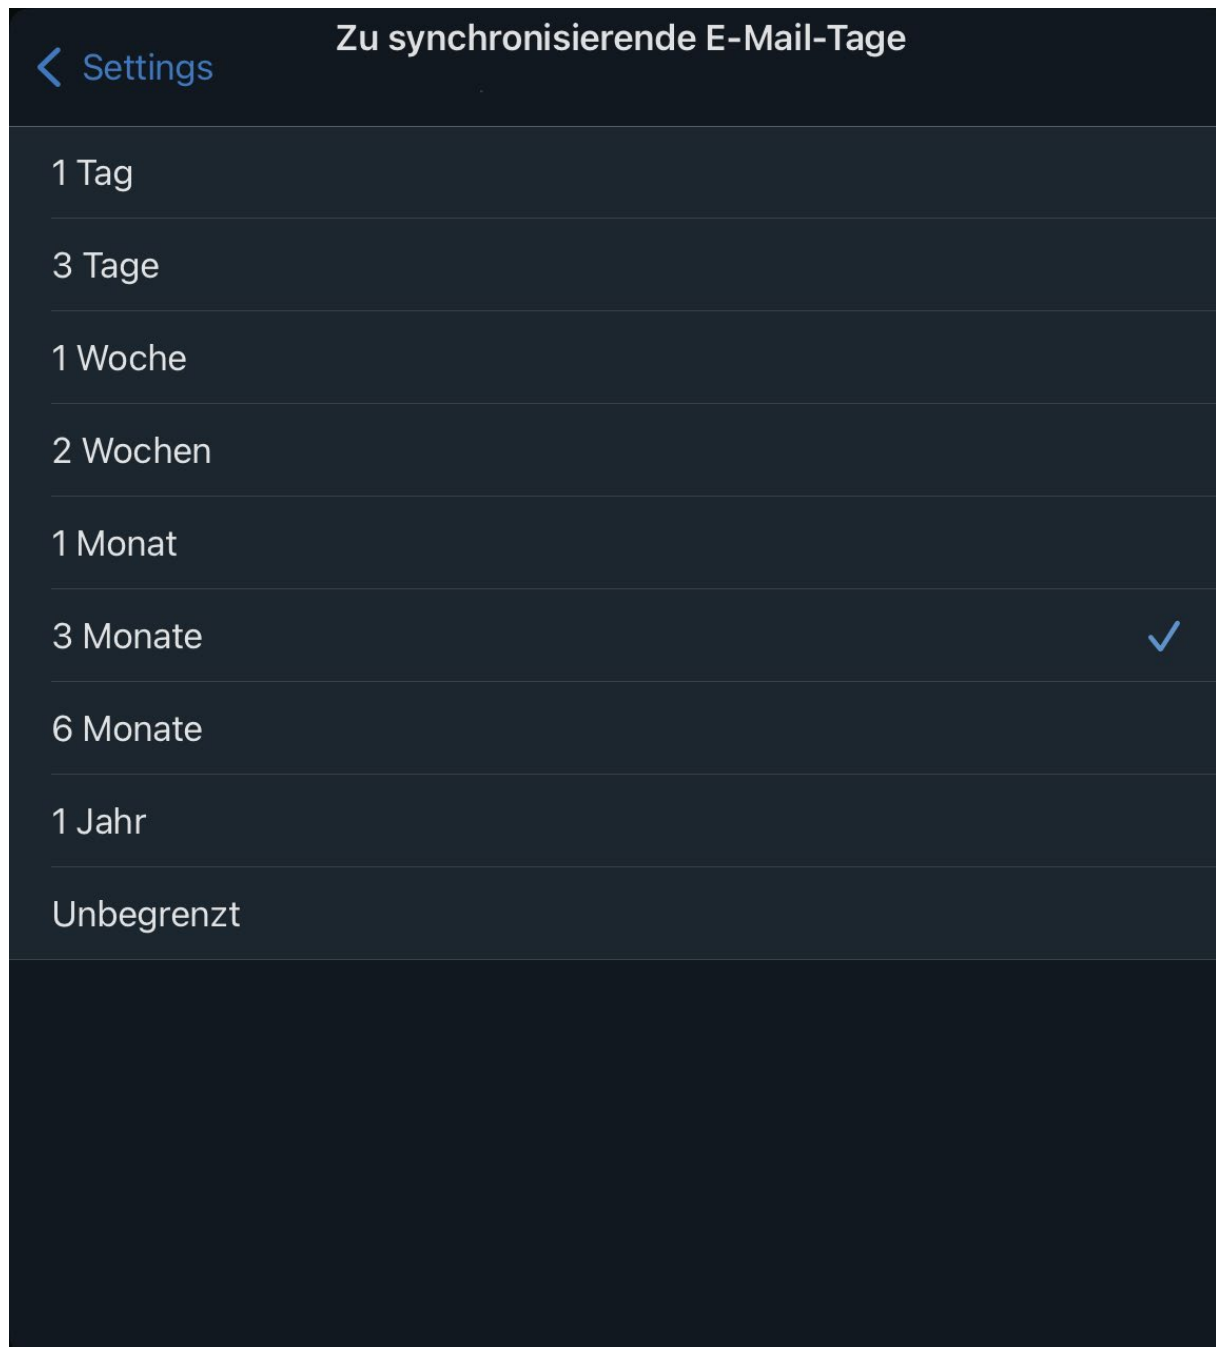 Zu synchronisierende E-Mail-Tage
Settings
1 Tag
3 Tage
1 Woche
2 Wochen
1 Monat
3 Monate
6 Monate
1 Jahr
Unbegrenzt